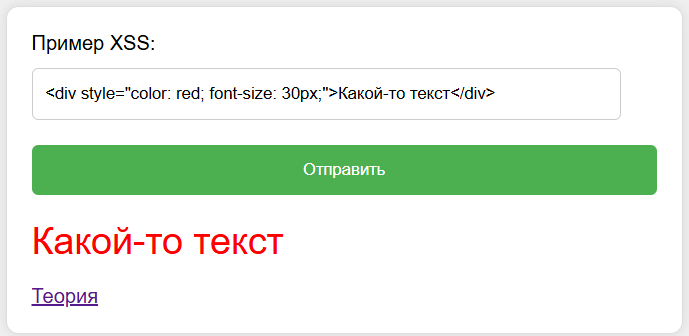 Пример XSS:
<div style="color: red; font-size: 30px;">Какой-то текст</div>
Отправить
Какой-то текст
Теория